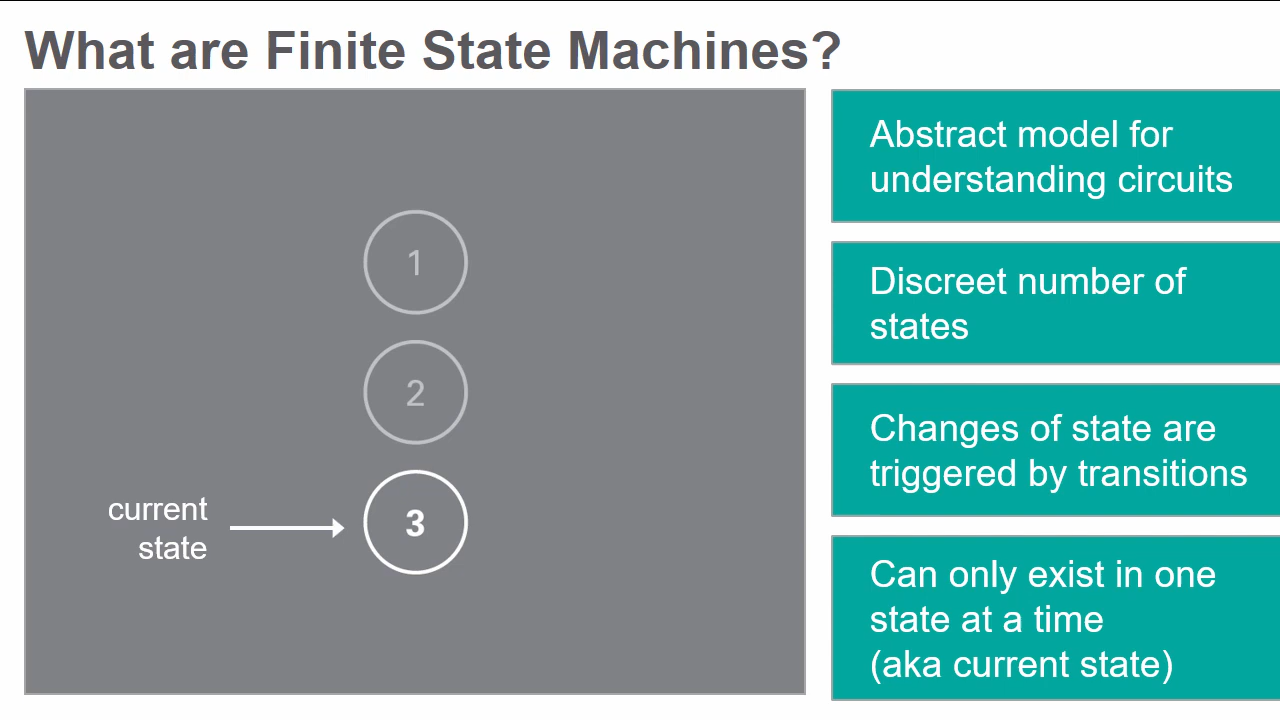 What are Finite State Machines?
1
2
current
state
3
Abstract model for
understanding circuits
Discreet number of
states
Changes of state are
triggered by transitions
Can only exist in one
state at a time
(aka current state)